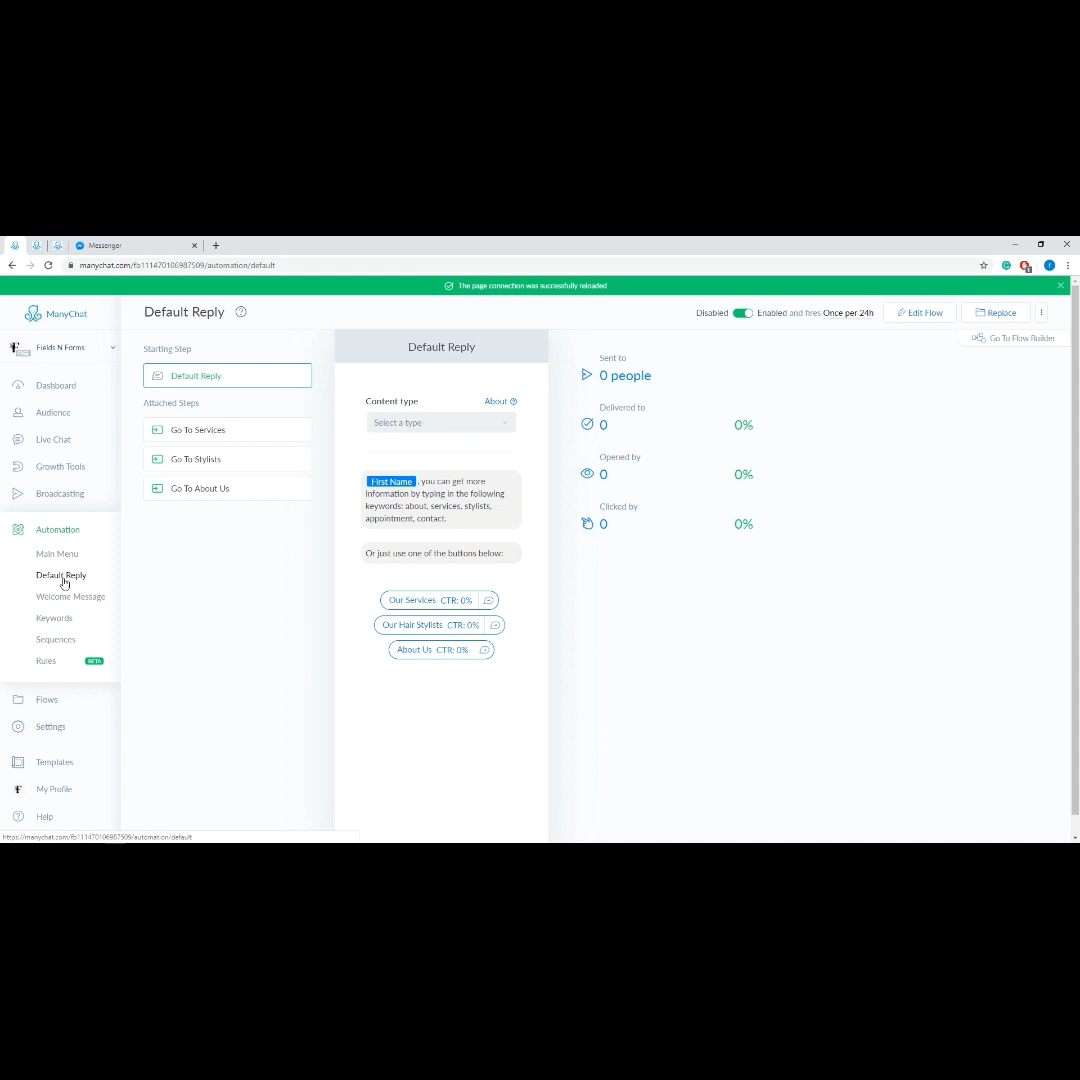 Messenger
manychat.com/fb111470106987509/automation/default
The page connection was successfully reloaded
ManyChat
Default Reply
Disabled
Enabled and fires Once per 24h
Edit Flow
Replace
Go To Flow Builder
Fields N Forms
Dashboard
Audience
Live Chat
Growth Tools
Broadcasting
Automation
Main Menu
Default Reply
Welcome Message
Keywords
Sequences
Rules
BETA
Flows
Settings
Templates
My Profile
Help
https://manychat.com/fb111470106987509/automation/default
Starting Step
Default Reply
Attached Steps
Go To Services
Go To Stylists
Go To About Us
Default Reply
Content type
About
Select a type
First Name , you can get more
information by typing in the following
keywords: about, services, stylists,
appointment, contact.
Or just use one of the buttons below:
Our Services CTR: 0%
Our Hair Stylists CTR: 0%
About Us CTR: 0%
Sent to
0 people
Delivered to
0 0%
Opened by
0 0%
Clicked by
0 0%